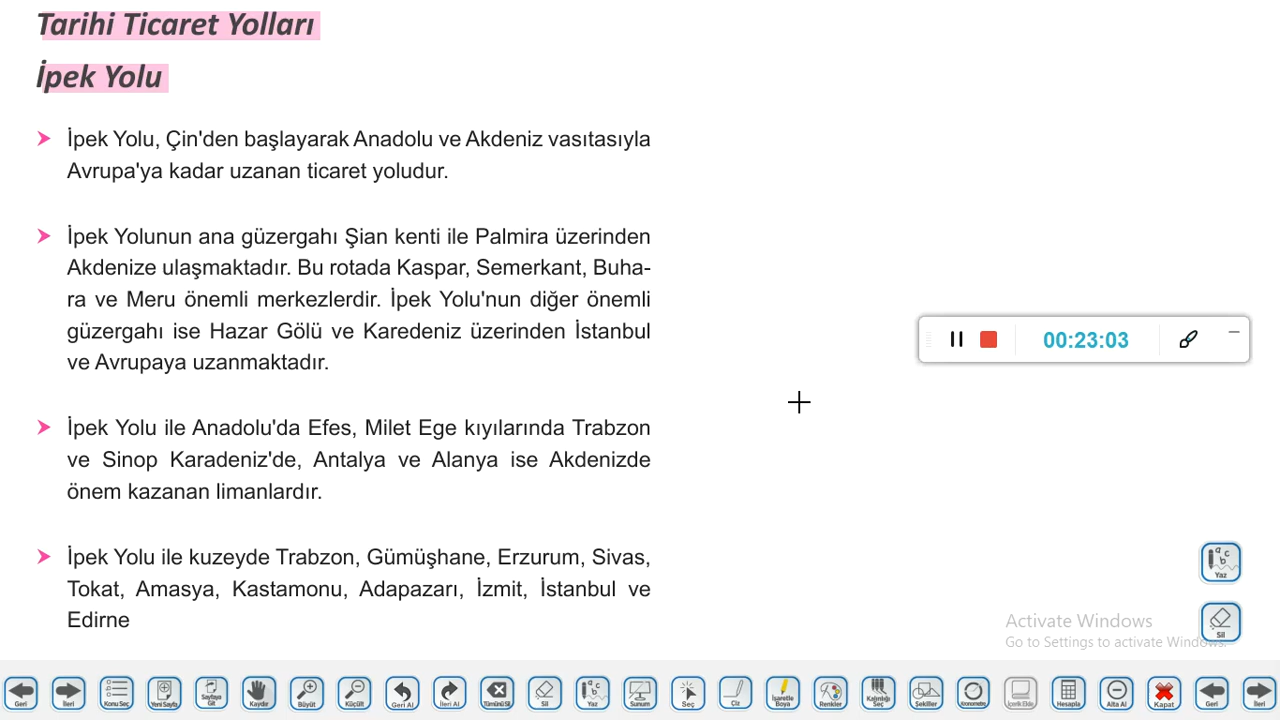 Tarihi Ticaret Yolları
İpek Yolu
İpek Yolu, Çin'den başlayarak Anadolu ve Akdeniz vasıtasıyla
Avrupa'ya kadar uzanan ticaret yoludur.
İpek Yolunun ana güzergahı Şian kenti ile Palmira üzerinden
Akdenize ulaşmaktadır. Bu rotada Kaspar, Semerkant, Buha-
ra ve Meru önemli merkezlerdir. İpek Yolu'nun diğer önemli
güzergahı ise Hazar Gölü ve Karedeniz üzerinden İstanbul
ve Avrupaya uzanmaktadır.
İpek Yolu ile Anadolu'da Efes, Milet Ege kıyılarında Trabzon
ve Sinop Karadeniz'de, Antalya ve Alanya ise Akdenizde
önem kazanan limanlardır.
İpek Yolu ile kuzeyde Trabzon, Gümüşhane, Erzurum, Sivas,
Tokat, Amasya, Kastamonu, Adapazarı, İzmit, İstanbul ve
Edirne
00:23:03
a b c
Yaz
Sil
Activate Windows
Go to Settings to activate Windows.
Geri İleri Konu Seç Yeni Sayfa Sayfaya Git Kaydır Büyüt Küçült Geri Al İleri Al Tümünü Sil Sil Yaz Sunum Seç Çiz İşaretle Boya Renkler Kalınlığı Seç Şekiller Kronometre İçerik Ekle Hesapla Alta Al Kapat Geri İleri